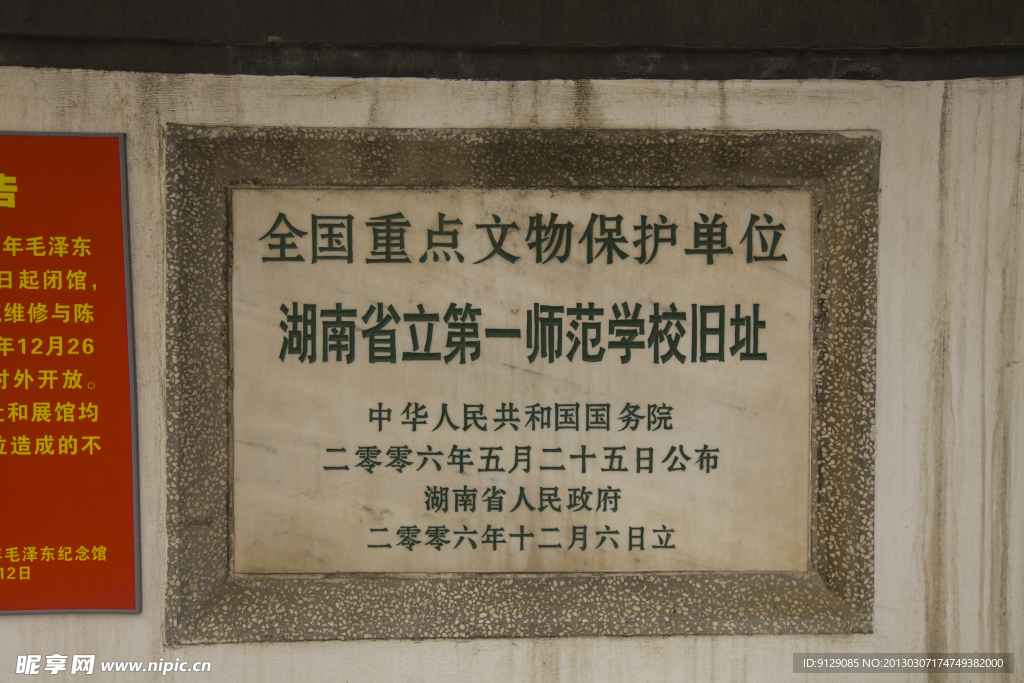 告
年毛泽东
日起闭馆，
维修与陈
年12月26
对外开放。
和展馆均
位造成的不
年毛泽东纪念馆
12日
全国重点文物保护单位
湖南省立第一师范学校旧址
中华人民共和国国务院
二零零六年五月二十五日公布
湖南省人民政府
二零零六年十二月六日立
昵享网 www.nipic.cn
ID:9129085 NO:20130307174749382000